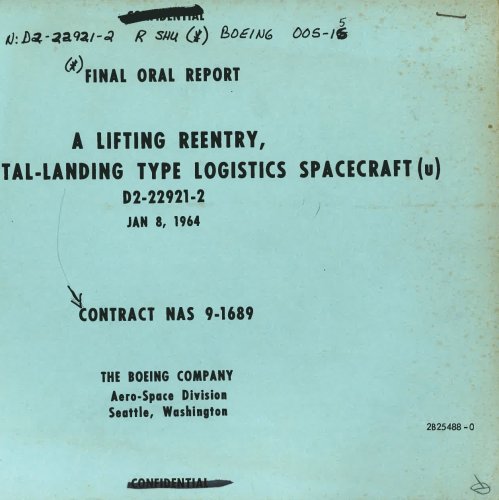 CONFIDENTIAL
N: D2-22921-2 R SHU (*) BOEING 005-15
(*) FINAL ORAL REPORT
A LIFTING REENTRY,
TAL-LANDING TYPE LOGISTICS SPACECRAFT (u)
D2-22921-2
JAN 8, 1964
CONTRACT NAS 9-1689
THE BOEING COMPANY
Aero-Space Division
Seattle, Washington
2B25488-0
CONFIDENTIAL